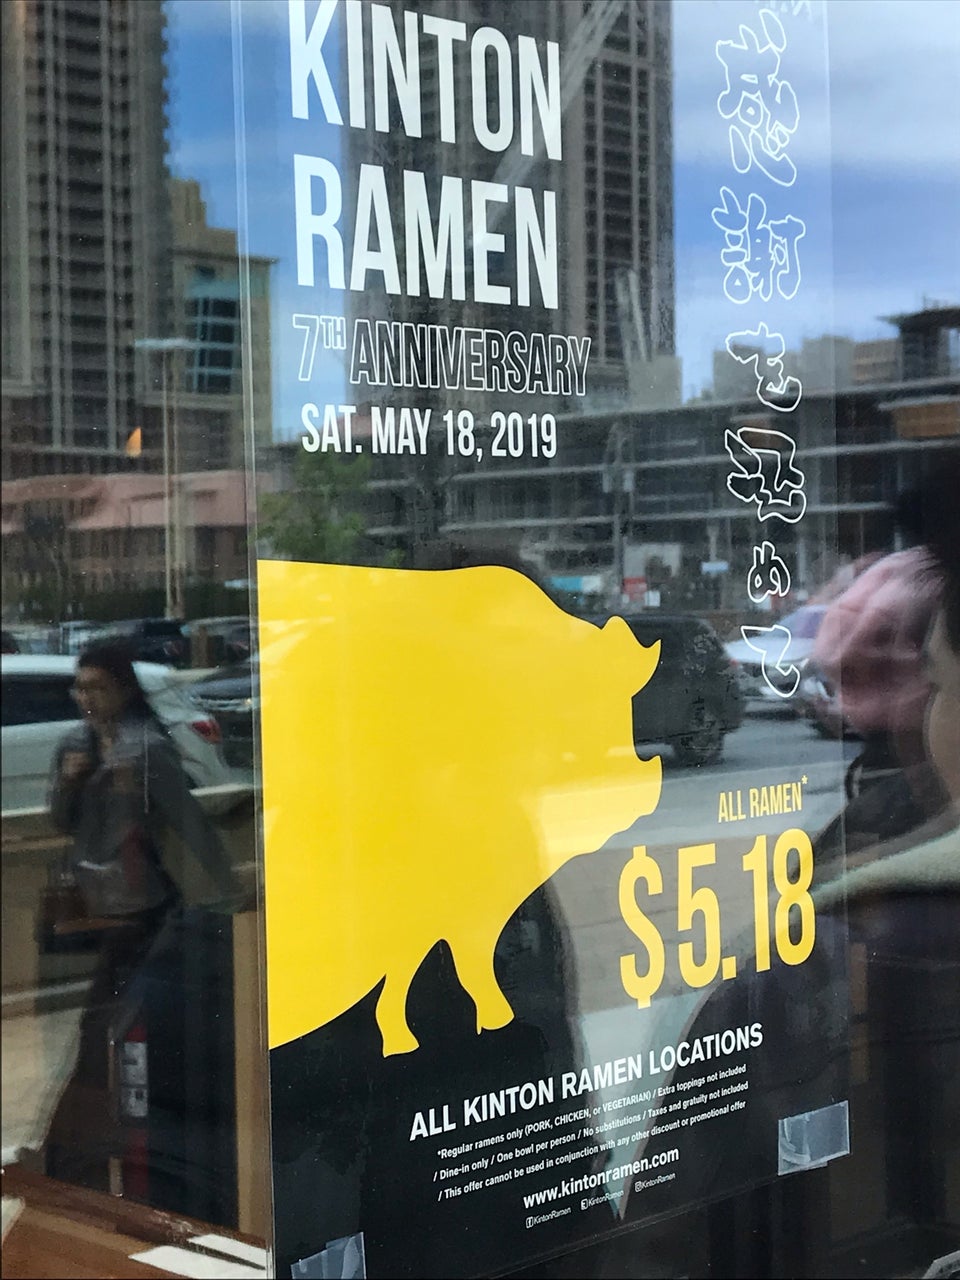 KINTON
RAMEN
7TH ANNIVERSARY
SAT. MAY 18, 2019
感謝を込めて
ALL RAMEN*
$5.18
ALL KINTON RAMEN LOCATIONS
*Regular ramens only (PORK, CHICKEN, or VEGETARIAN) / Extra toppings not included
/ Dine-in only / One bowl per person / No substitutions / Taxes and gratuity not included
/ This offer cannot be used in conjunction with any other discount or promotional offer
www.kintonramen.com
KintonRamen KintonRamen KintonRamen